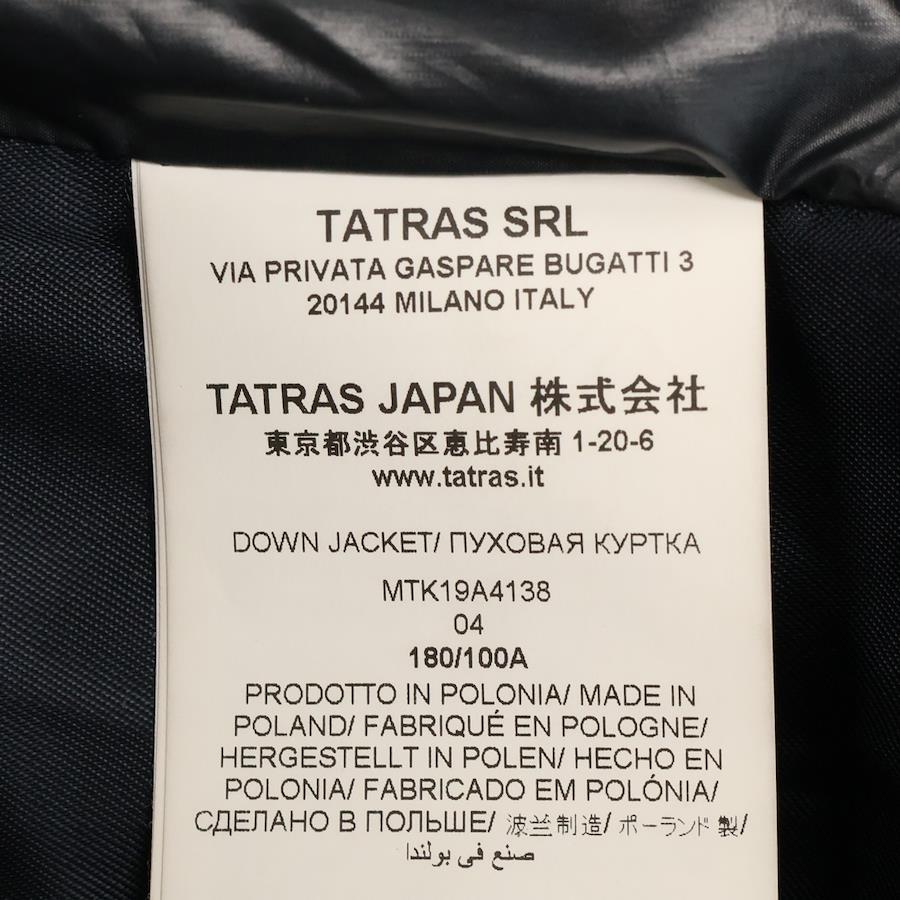 TATRAS SRL
VIA PRIVATA GASPARE BUGATTI 3
20144 MILANO ITALY
TATRAS JAPAN 株式会社
東京都渋谷区恵比寿南 1-20-6
www.tatras.it
DOWN JACKET/ ПУХОВАЯ КУРТКА
MTK19A4138
04
180/100A
PRODOTTO IN POLONIA/ MADE IN
POLAND/ FABRIQUÉ EN POLOGNE/
HERGESTELLT IN POLEN/ HECHO EN
POLONIA/ FABRICADO EM POLÓNIA/
СДЕЛАНО В ПОЛЬШЕ/ 波兰制造/ ポーランド製/
صنع في بولندا